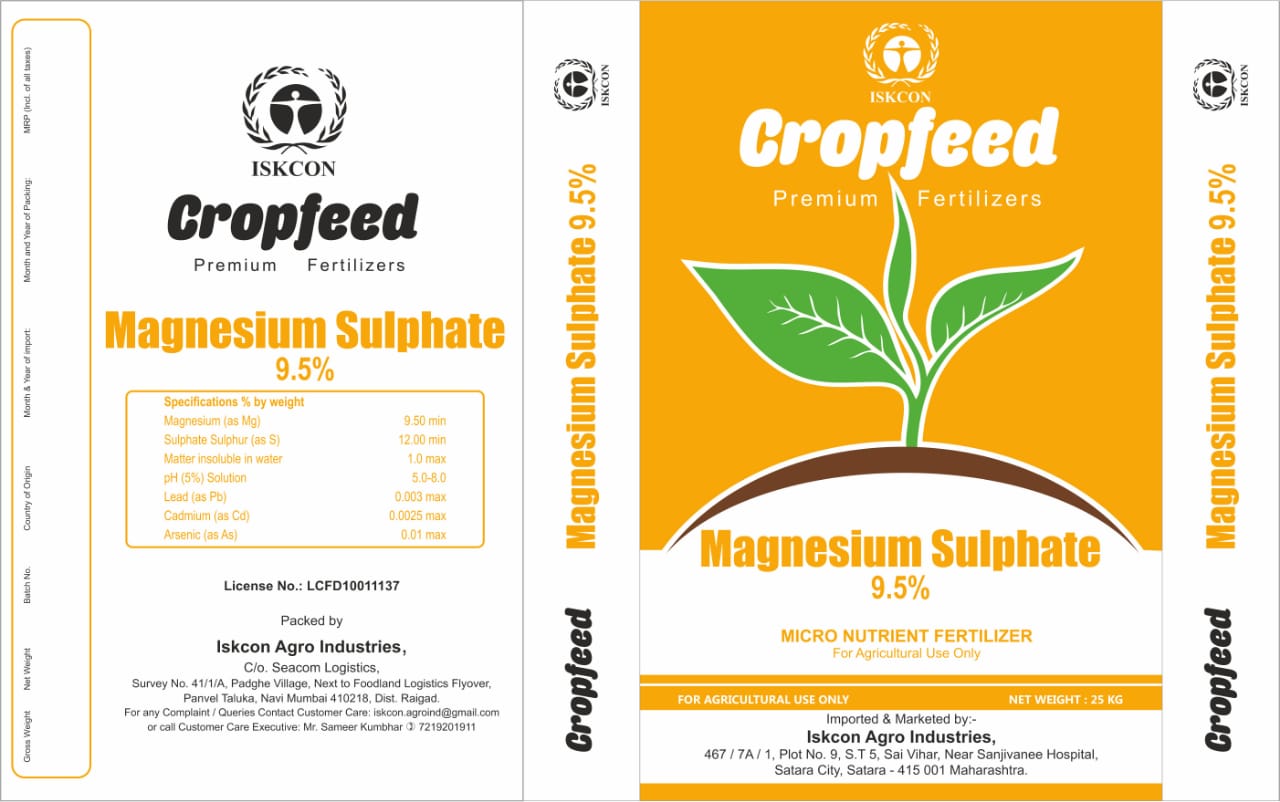 MRP (Incl. of all taxes)
Month and Year of Packing:
Month & Year of import:
Country of Origin
Batch No.
Net Weight
Gross Weight
ISKCON
Cropfeed
Premium Fertilizers
Magnesium Sulphate
9.5%
Specifications % by weight
Magnesium (as Mg) 9.50 min
Sulphate Sulphur (as S) 12.00 min
Matter insoluble in water 1.0 max
pH (5%) Solution 5.0-8.0
Lead (as Pb) 0.003 max
Cadmium (as Cd) 0.0025 max
Arsenic (as As) 0.01 max
License No.: LCFD10011137
Packed by
Iskcon Agro Industries,
C/o. Seacom Logistics,
Survey No. 41/1/A, Padghe Village, Next to Foodland Logistics Flyover,
Panvel Taluka, Navi Mumbai 410218, Dist. Raigad.
For any Complaint / Queries Contact Customer Care: iskcon.agroind@gmail.com
or call Customer Care Executive: Mr. Sameer Kumbhar ✆ 7219201911
ISKCON
Magnesium Sulphate 9.5%
Cropfeed
ISKCON
Cropfeed
Premium Fertilizers
Magnesium Sulphate
9.5%
MICRO NUTRIENT FERTILIZER
For Agricultural Use Only
FOR AGRICULTURAL USE ONLY NET WEIGHT : 25 KG
Imported & Marketed by:-
Iskcon Agro Industries,
467 / 7A / 1, Plot No. 9, S.T 5, Sai Vihar, Near Sanjivanee Hospital,
Satara City, Satara - 415 001 Maharashtra.
ISKCON
Magnesium Sulphate 9.5%
Cropfeed